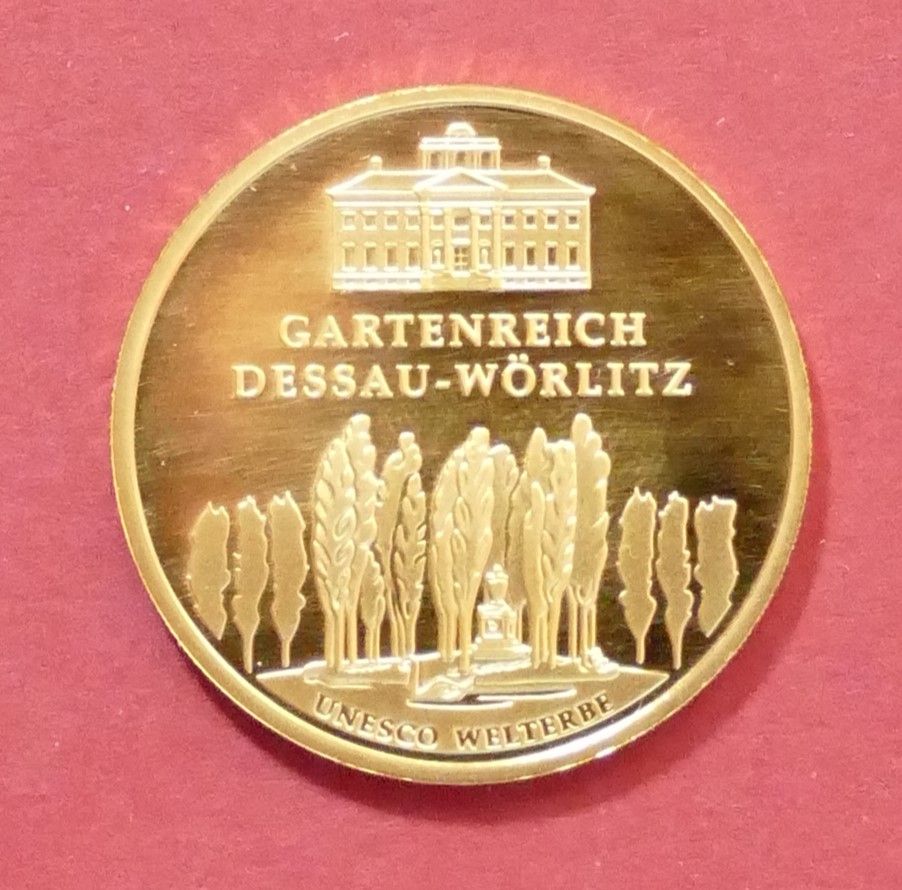 GARTENREICH
DESSAU-WÖRLITZ
UNESCO WELTERBE